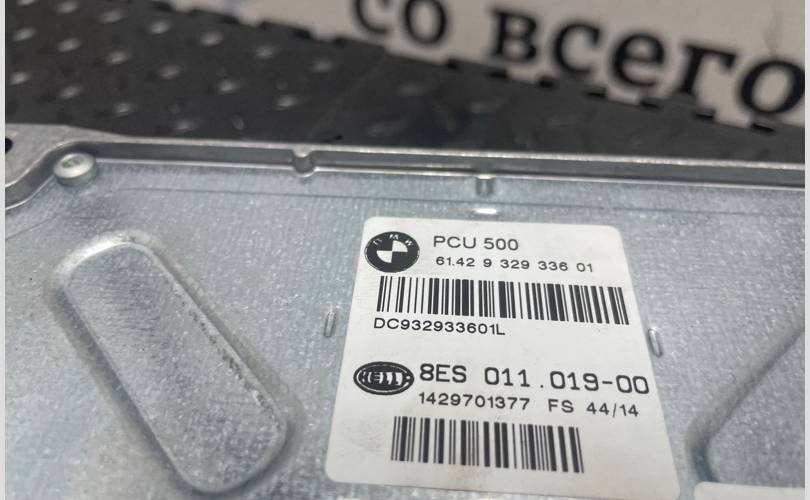 со всего
BMW
PCU 500
61.42 9 329 336 01
DC932933601L
HELLA
8ES 011.019-00
1429701377 FS 44/14